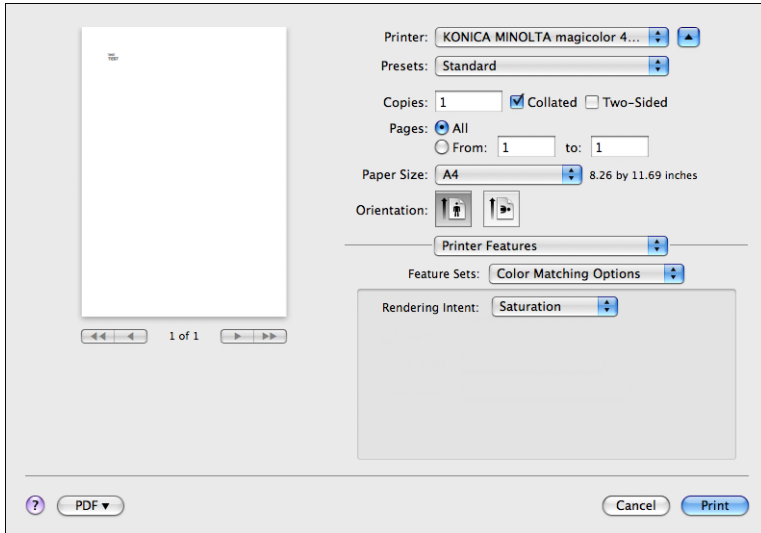 Printer: KONICA MINOLTA magicolor 4...
Presets: Standard
Copies: 1 Collated Two-Sided
Pages: All
From: 1 to: 1
Paper Size: A4 8.26 by 11.69 inches
Orientation:
Printer Features
Feature Sets: Color Matching Options
Rendering Intent: Saturation
1 of 1
? PDF Cancel Print